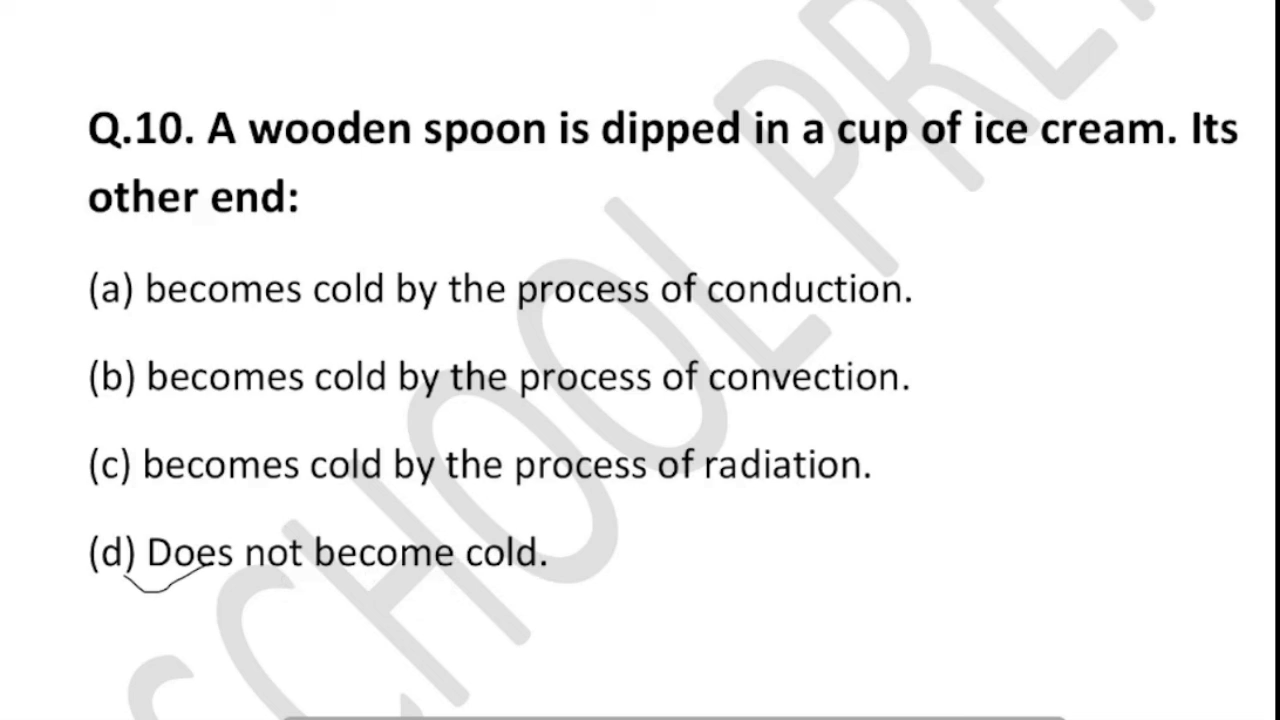 Q.10. A wooden spoon is dipped in a cup of ice cream. Its
other end:
(a) becomes cold by the process of conduction.
(b) becomes cold by the process of convection.
(c) becomes cold by the process of radiation.
(d) Does not become cold.
SCHOOL PREP